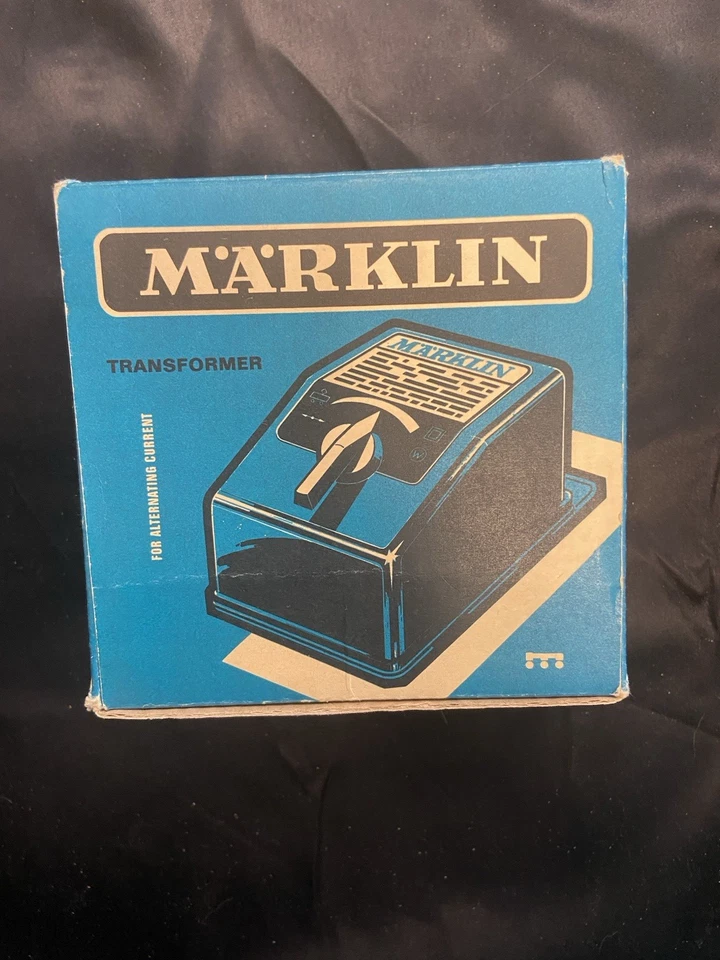 MÄRKLIN
TRANSFORMER
FOR ALTERNATING CURRENT
MÄRKLIN